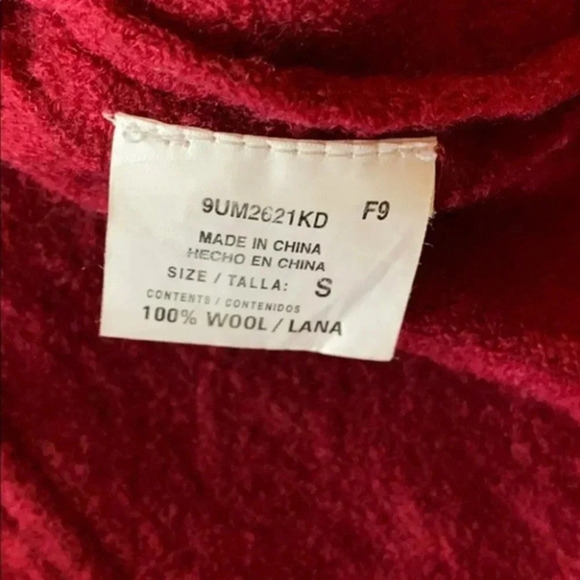 9UM2621KD F9
MADE IN CHINA
HECHO EN CHINA
SIZE / TALLA: S
CONTENTS / CONTENIDOS
100% WOOL / LANA